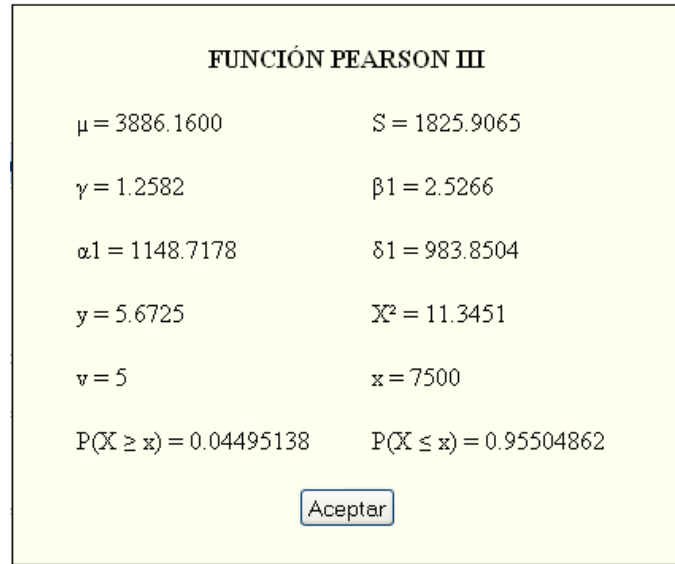 FUNCIÓN PEARSON III
μ = 3886.1600 S = 1825.9065
γ = 1.2582 β1 = 2.5266
α1 = 1148.7178 δ1 = 983.8504
y = 5.6725 X² = 11.3451
v = 5 x = 7500
P(X ≥ x) = 0.04495138 P(X ≤ x) = 0.95504862
Aceptar